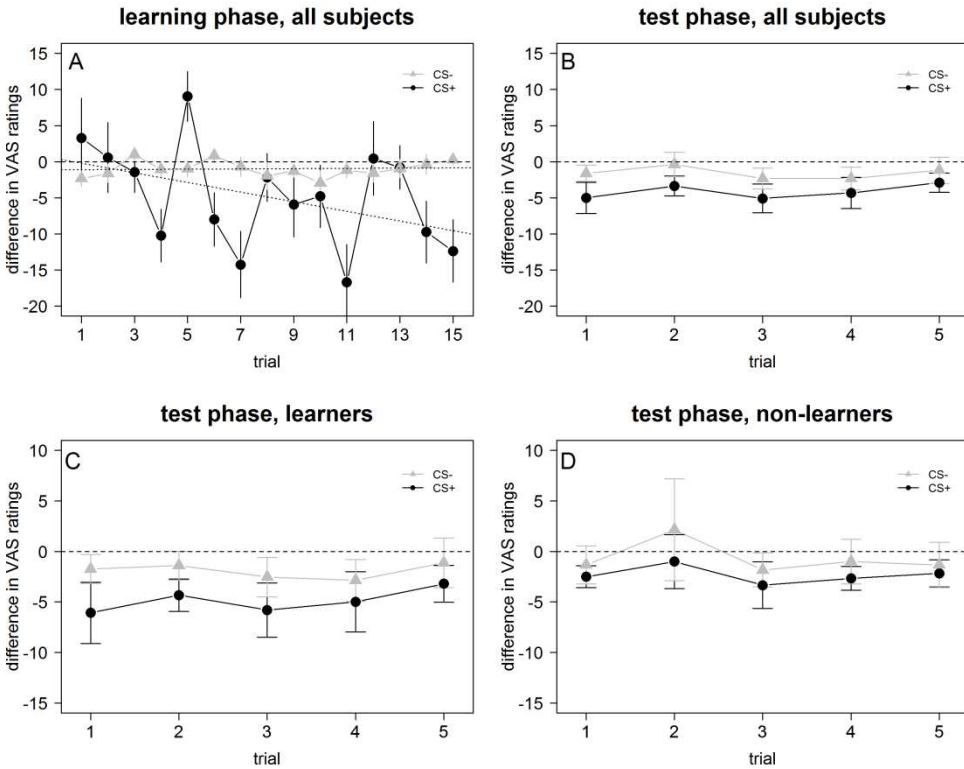 learning phase, all subjects
A
CS-
CS+
15
10
5
0
-5
-10
-15
-20
difference in VAS ratings
1 3 5 7 9 11 13 15
trial
test phase, all subjects
B
CS-
CS+
15
10
5
0
-5
-10
-15
-20
difference in VAS ratings
1 2 3 4 5
trial
test phase, learners
C
CS-
CS+
10
5
0
-5
-10
-15
difference in VAS ratings
1 2 3 4 5
trial
test phase, non-learners
D
CS-
CS+
10
5
0
-5
-10
-15
difference in VAS ratings
1 2 3 4 5
trial